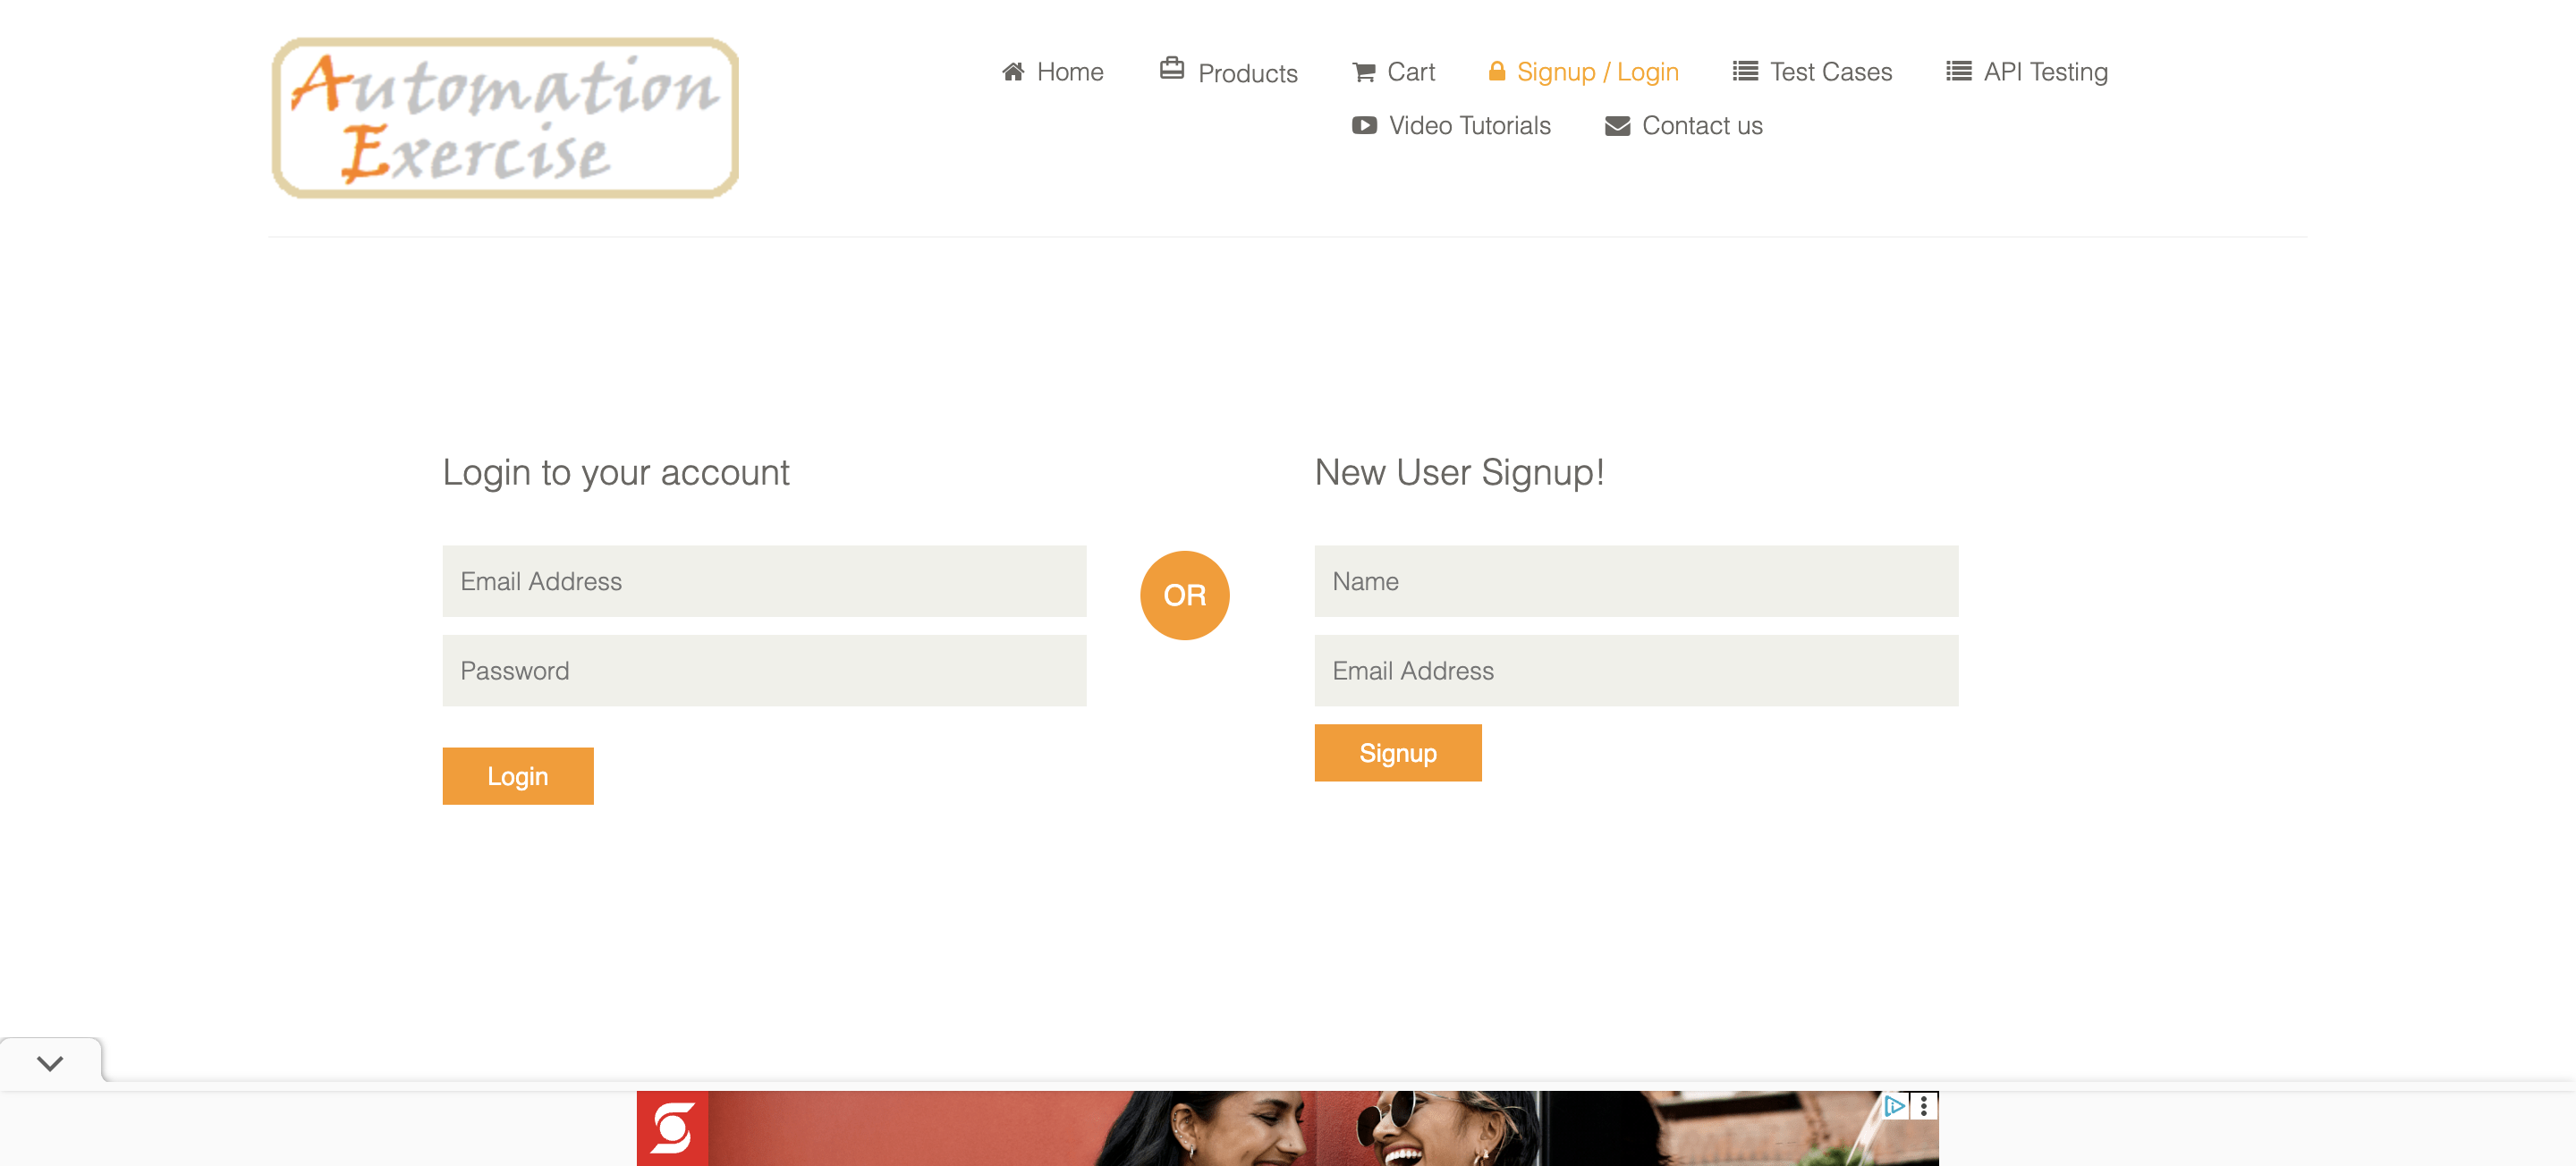 Automation
Exercise
Home Products Cart Signup / Login Test Cases API Testing
Video Tutorials Contact us
Login to your account
Email Address
Password
Login
OR
New User Signup!
Name
Email Address
Signup